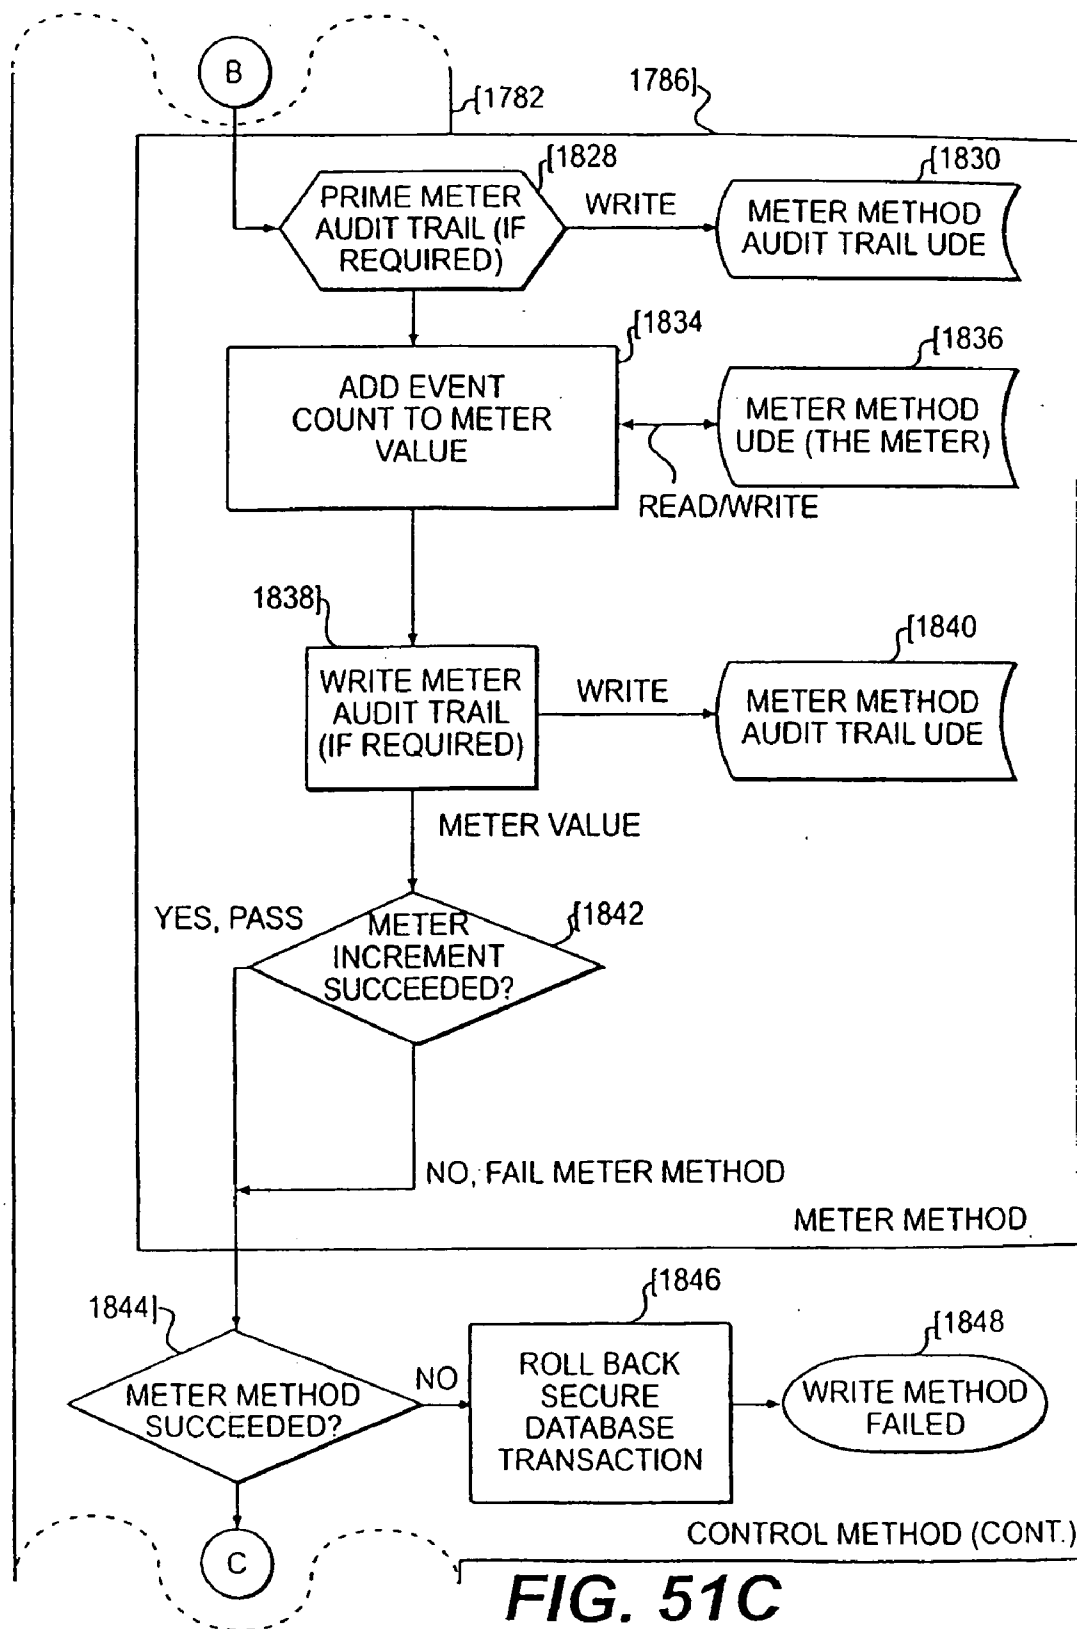 B
[1782
1786]
[1828
PRIME METER
AUDIT TRAIL (IF
REQUIRED)
WRITE
[1830
METER METHOD
AUDIT TRAIL UDE
[1834
ADD EVENT
COUNT TO METER
VALUE
[1836
METER METHOD
UDE (THE METER)
READ/WRITE
1838]
WRITE METER
AUDIT TRAIL
(IF REQUIRED)
WRITE
[1840
METER METHOD
AUDIT TRAIL UDE
METER VALUE
YES, PASS
[1842
METER
INCREMENT
SUCCEEDED?
NO, FAIL METER METHOD
METER METHOD
1844]
METER METHOD
SUCCEEDED?
NO
[1846
ROLL BACK
SECURE
DATABASE
TRANSACTION
[1848
WRITE METHOD
FAILED
C
CONTROL METHOD (CONT.)
FIG. 51C